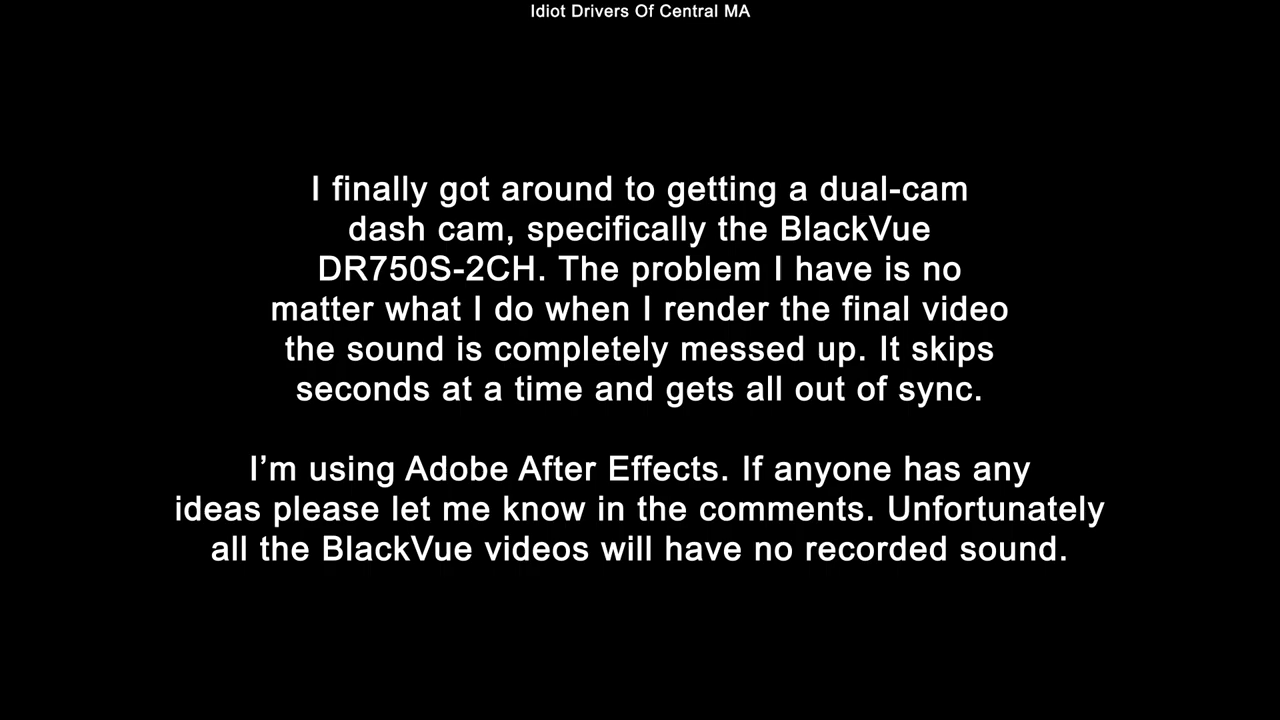 Idiot Drivers Of Central MA
I finally got around to getting a dual-cam
dash cam, specifically the BlackVue
DR750S-2CH. The problem I have is no
matter what I do when I render the final video
the sound is completely messed up. It skips
seconds at a time and gets all out of sync.
I’m using Adobe After Effects. If anyone has any
ideas please let me know in the comments. Unfortunately
all the BlackVue videos will have no recorded sound.